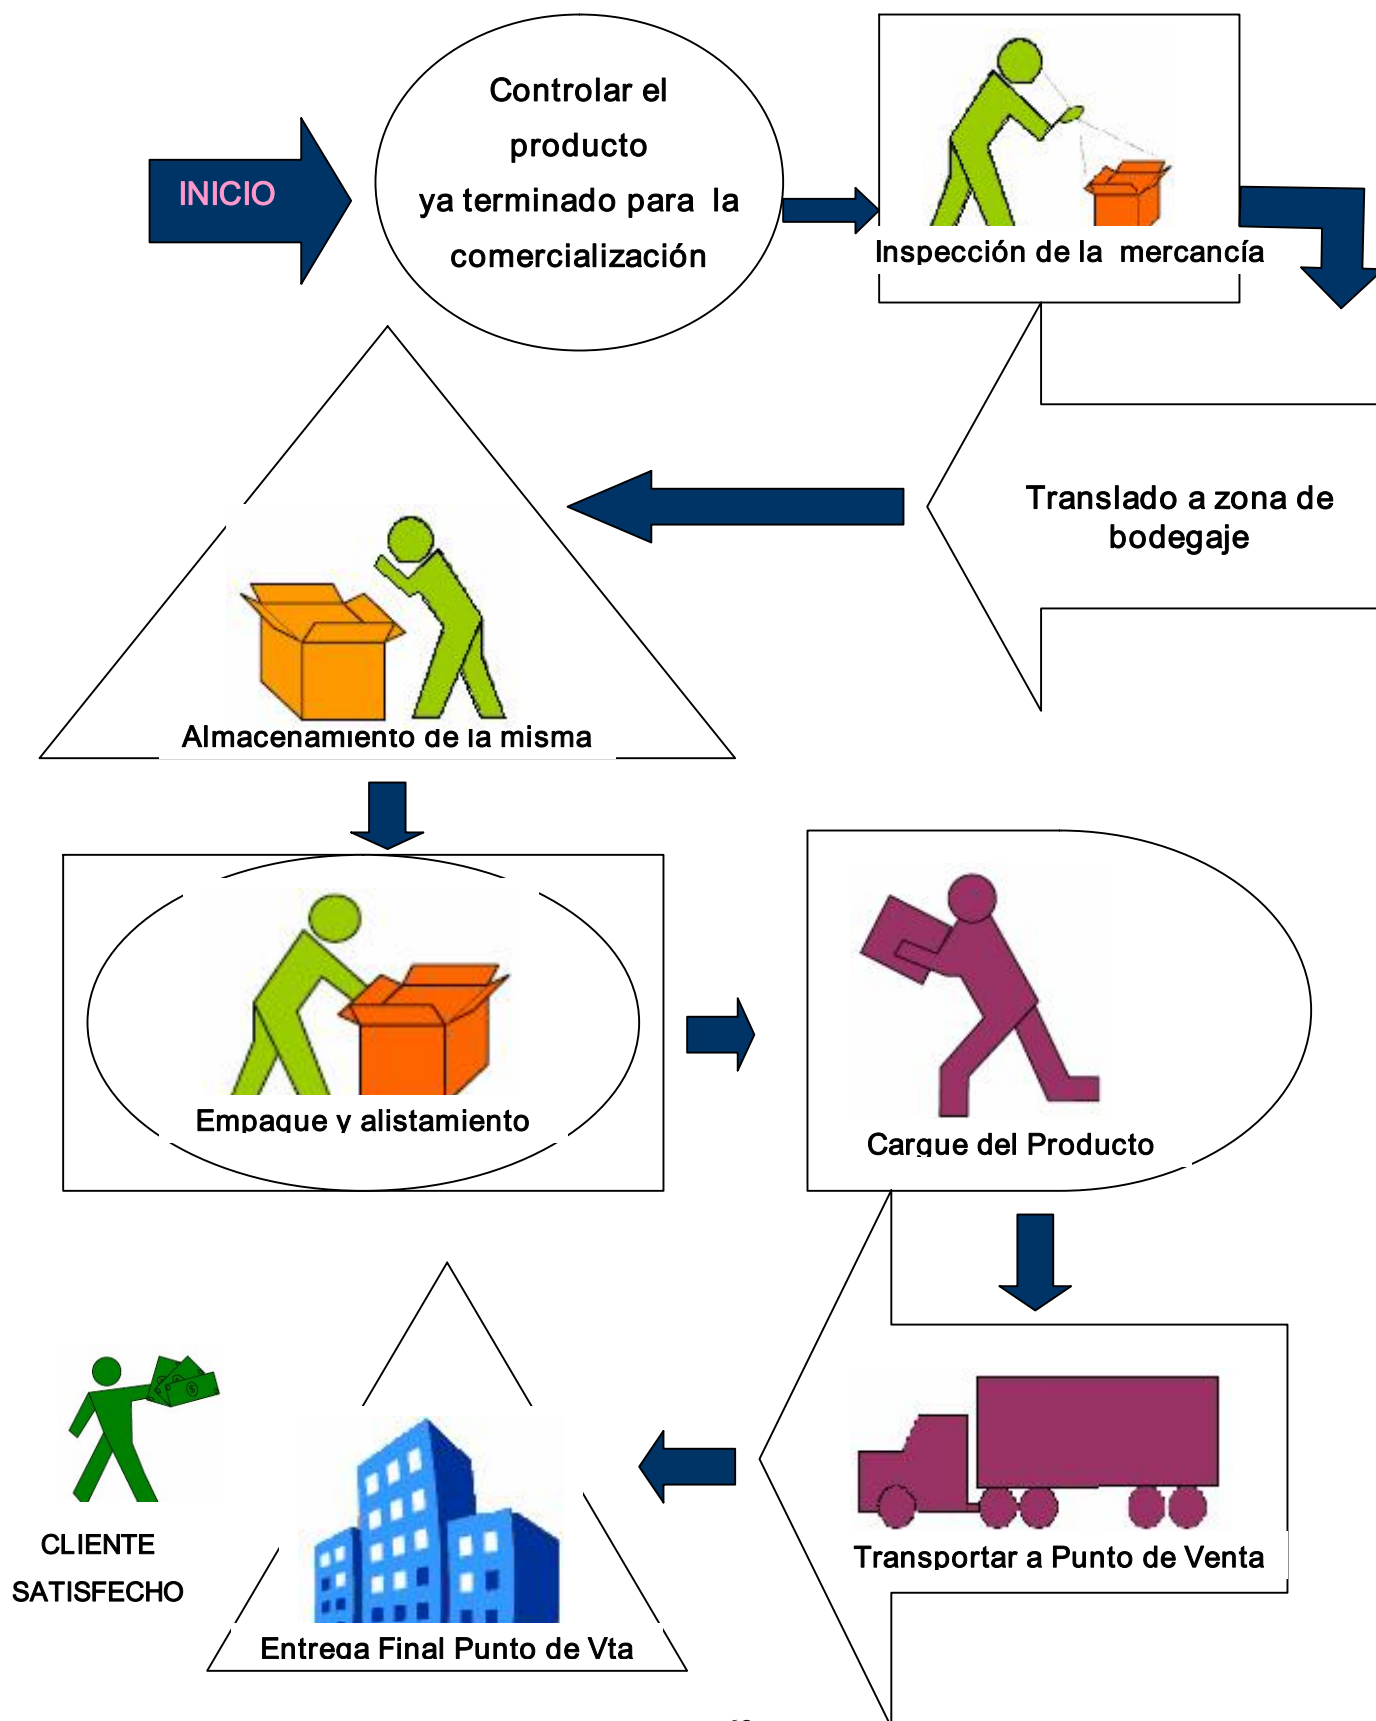 INICIO
Controlar el
producto
ya terminado para la
comercialización
Inspección de la mercancía
Translado a zona de
bodegaje
Almacenamiento de la misma
Empaque y alistamiento
Cargue del Producto
Transportar a Punto de Venta
CLIENTE
SATISFECHO
Entrega Final Punto de Vta